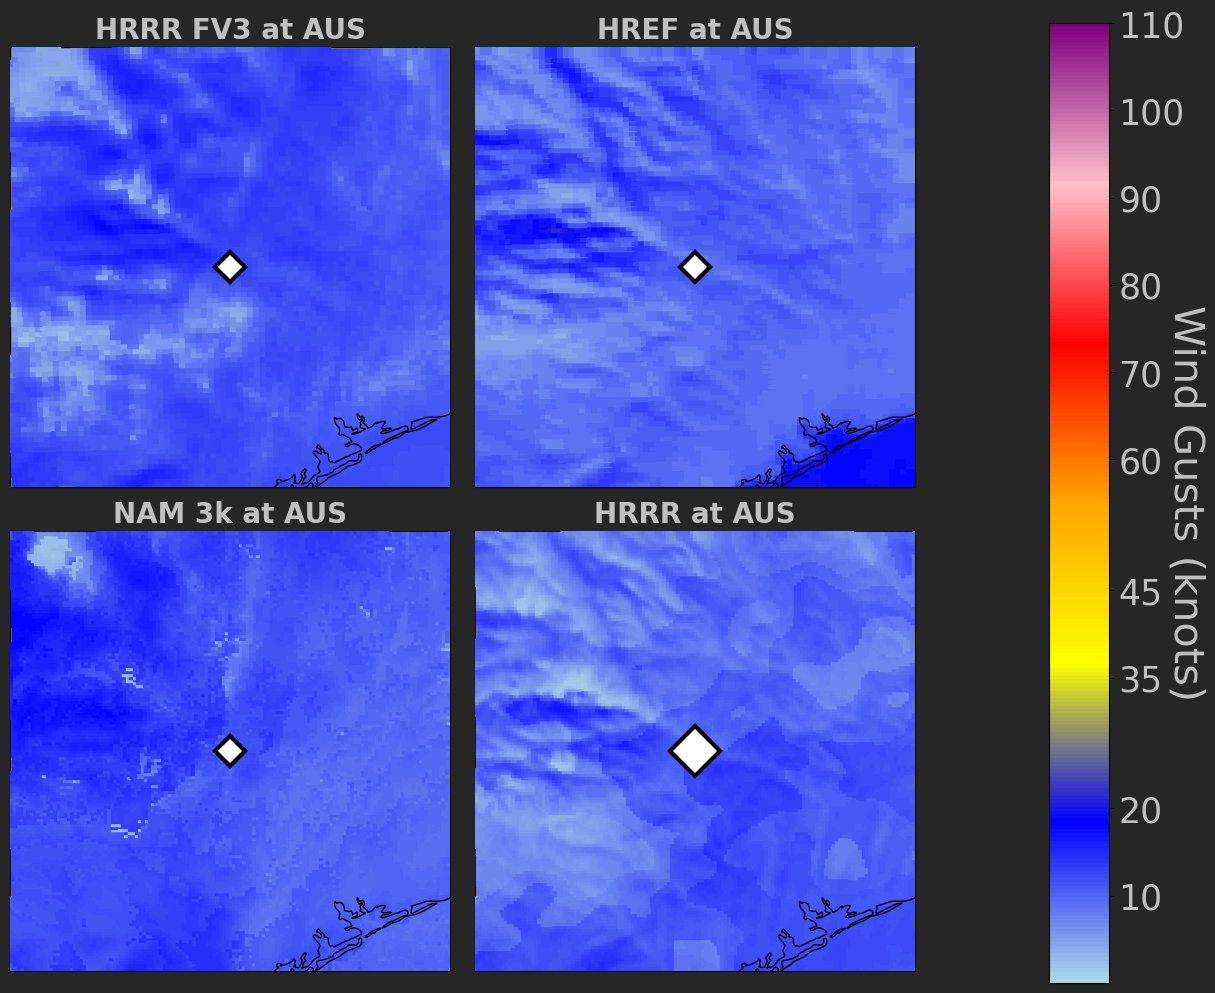 HRRR FV3 at AUS
HREF at AUS
NAM 3k at AUS
HRRR at AUS
110
100
90
80
70
60
45
35
20
10
Wind Gusts (knots)